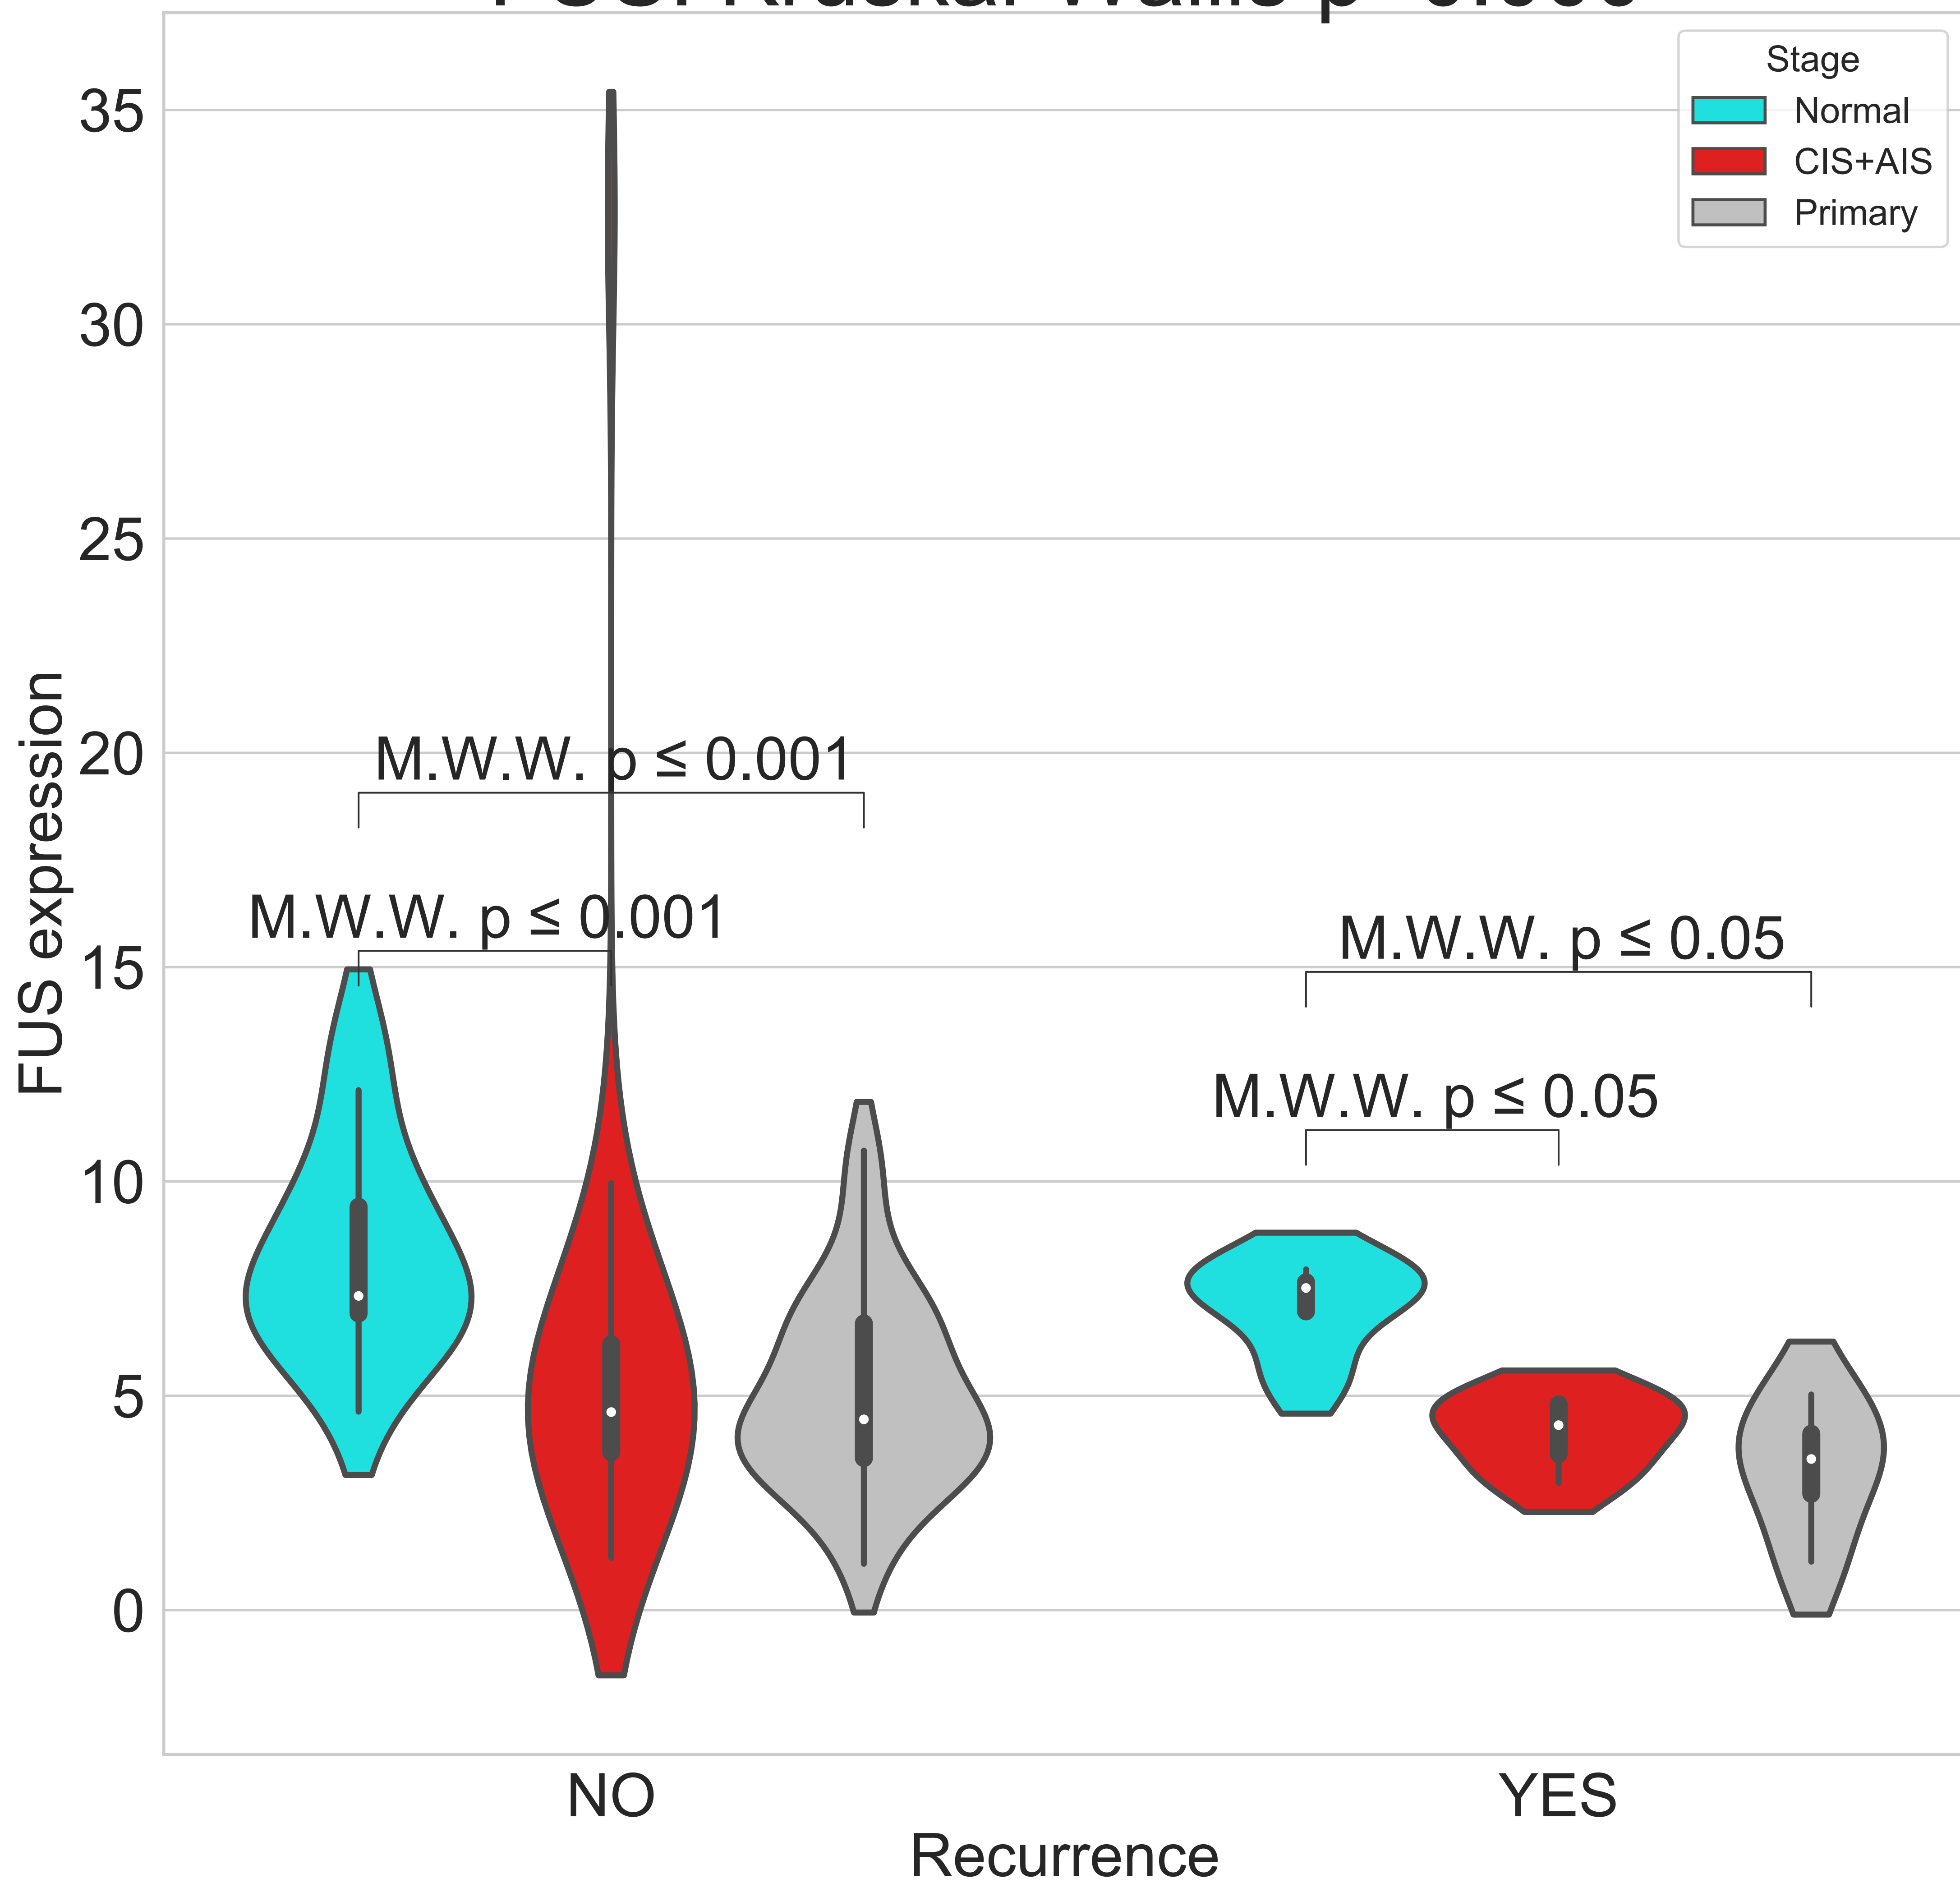 Stage
Normal
CIS+AIS
Primary
35
30
25
20
15
10
5
0
FUS expression
M.W.W. p ≤ 0.001
M.W.W. p ≤ 0.001
M.W.W. p ≤ 0.05
M.W.W. p ≤ 0.05
NO
YES
Recurrence